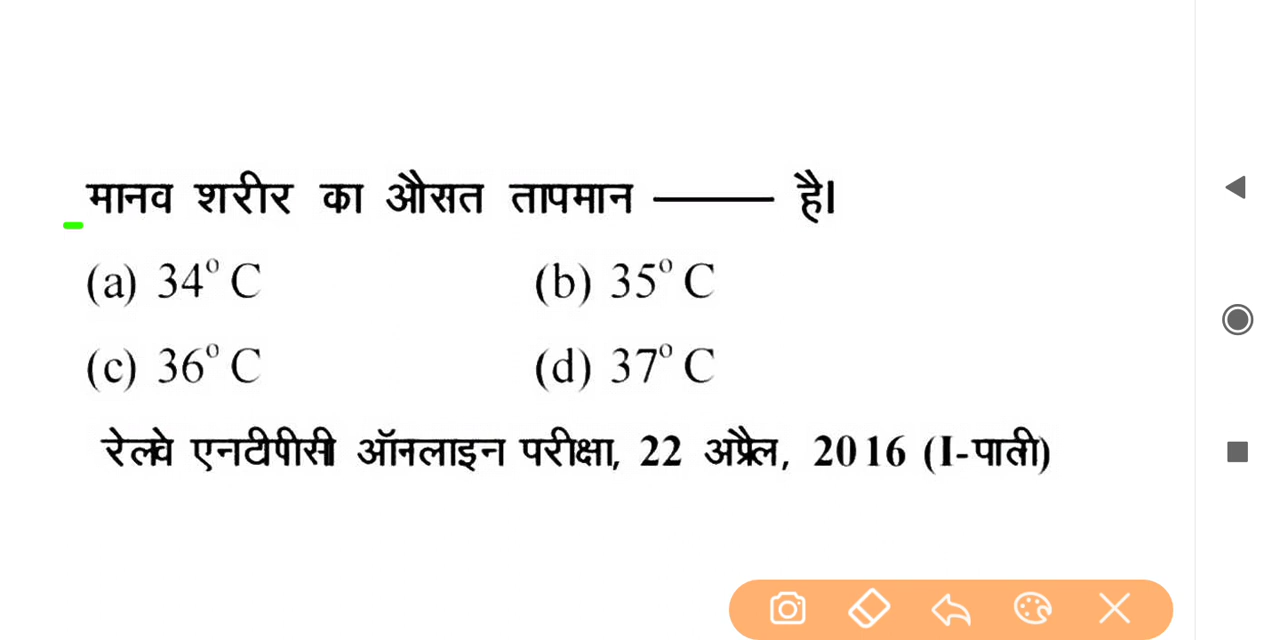 मानव शरीर का औसत तापमान —— है।
(a) 34° C (b) 35° C
(c) 36° C (d) 37° C
रेलवे एनटीपीसी ऑनलाइन परीक्षा, 22 अप्रैल, 2016 (I-पाली)